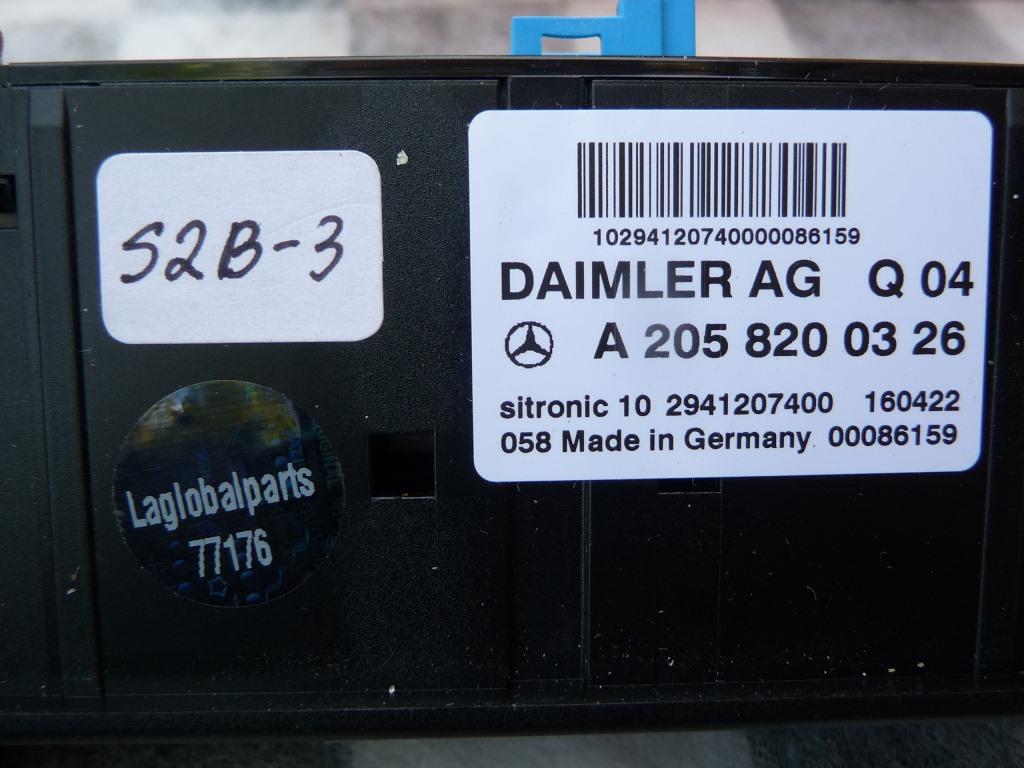 S2B-3
Laglobalparts
77176
10294120740000086159
DAIMLER AG Q 04
A 205 820 03 26
sitronic 10 2941207400 160422
058 Made in Germany 00086159